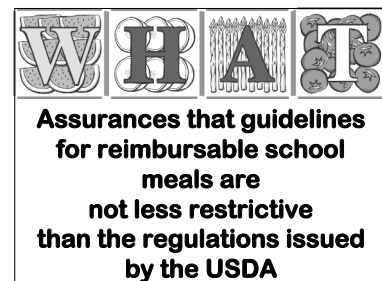 WHAT
Assurances that guidelines
for reimbursable school
meals are
not less restrictive
than the regulations issued
by the USDA